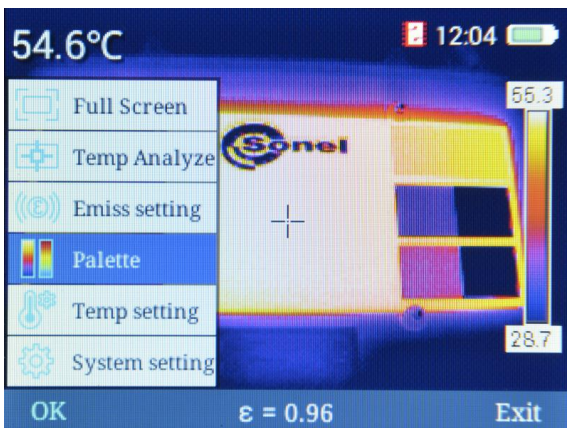 54.6°C
12:04
Full Screen
55.3
Temp Analyze
Sonel
Emiss setting
Palette
Temp setting
28.7
System setting
OK
ε = 0.96
Exit